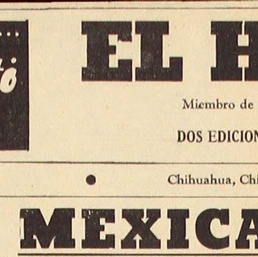 EL H
Miembro de
DOS EDICION
Chihuahua, Chi
MEXICA